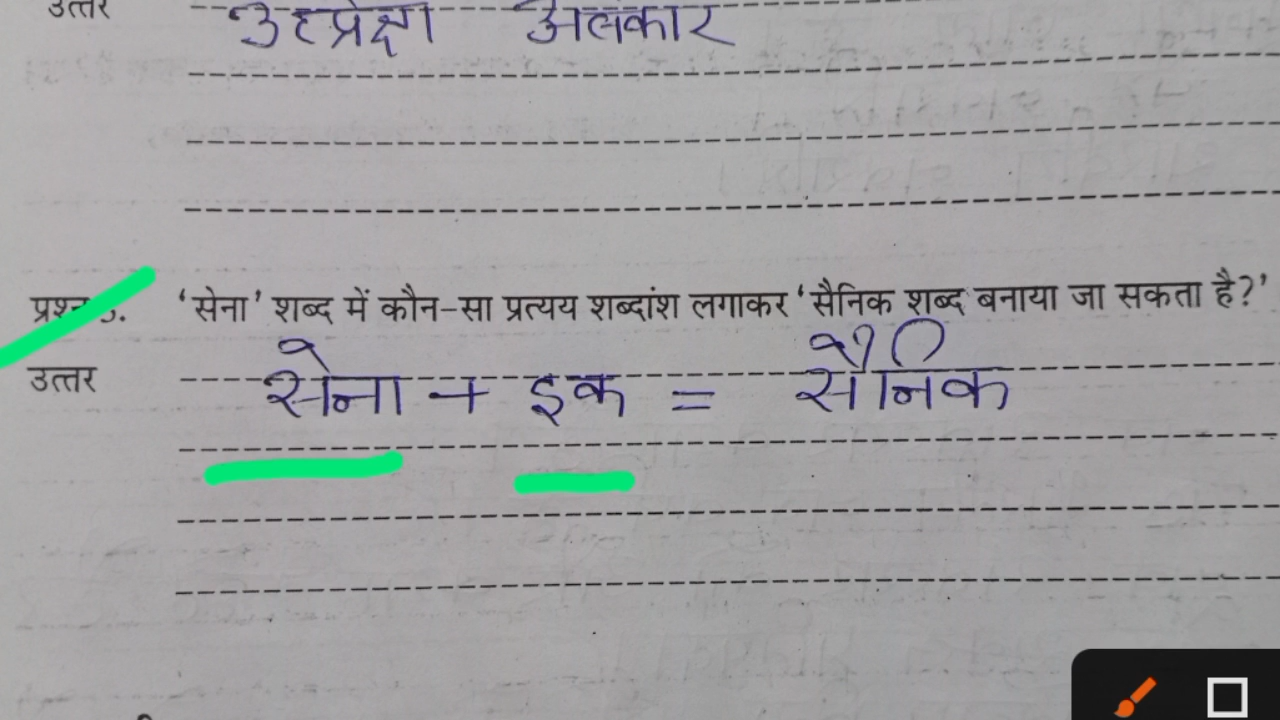 उत्तर उत्प्रेक्षा अलंकार
'सेना' शब्द में कौन-सा प्रत्यय शब्दांश लगाकर 'सैनिक शब्द बनाया जा सकता है?'
उत्तर सेना + इक = सैनिक